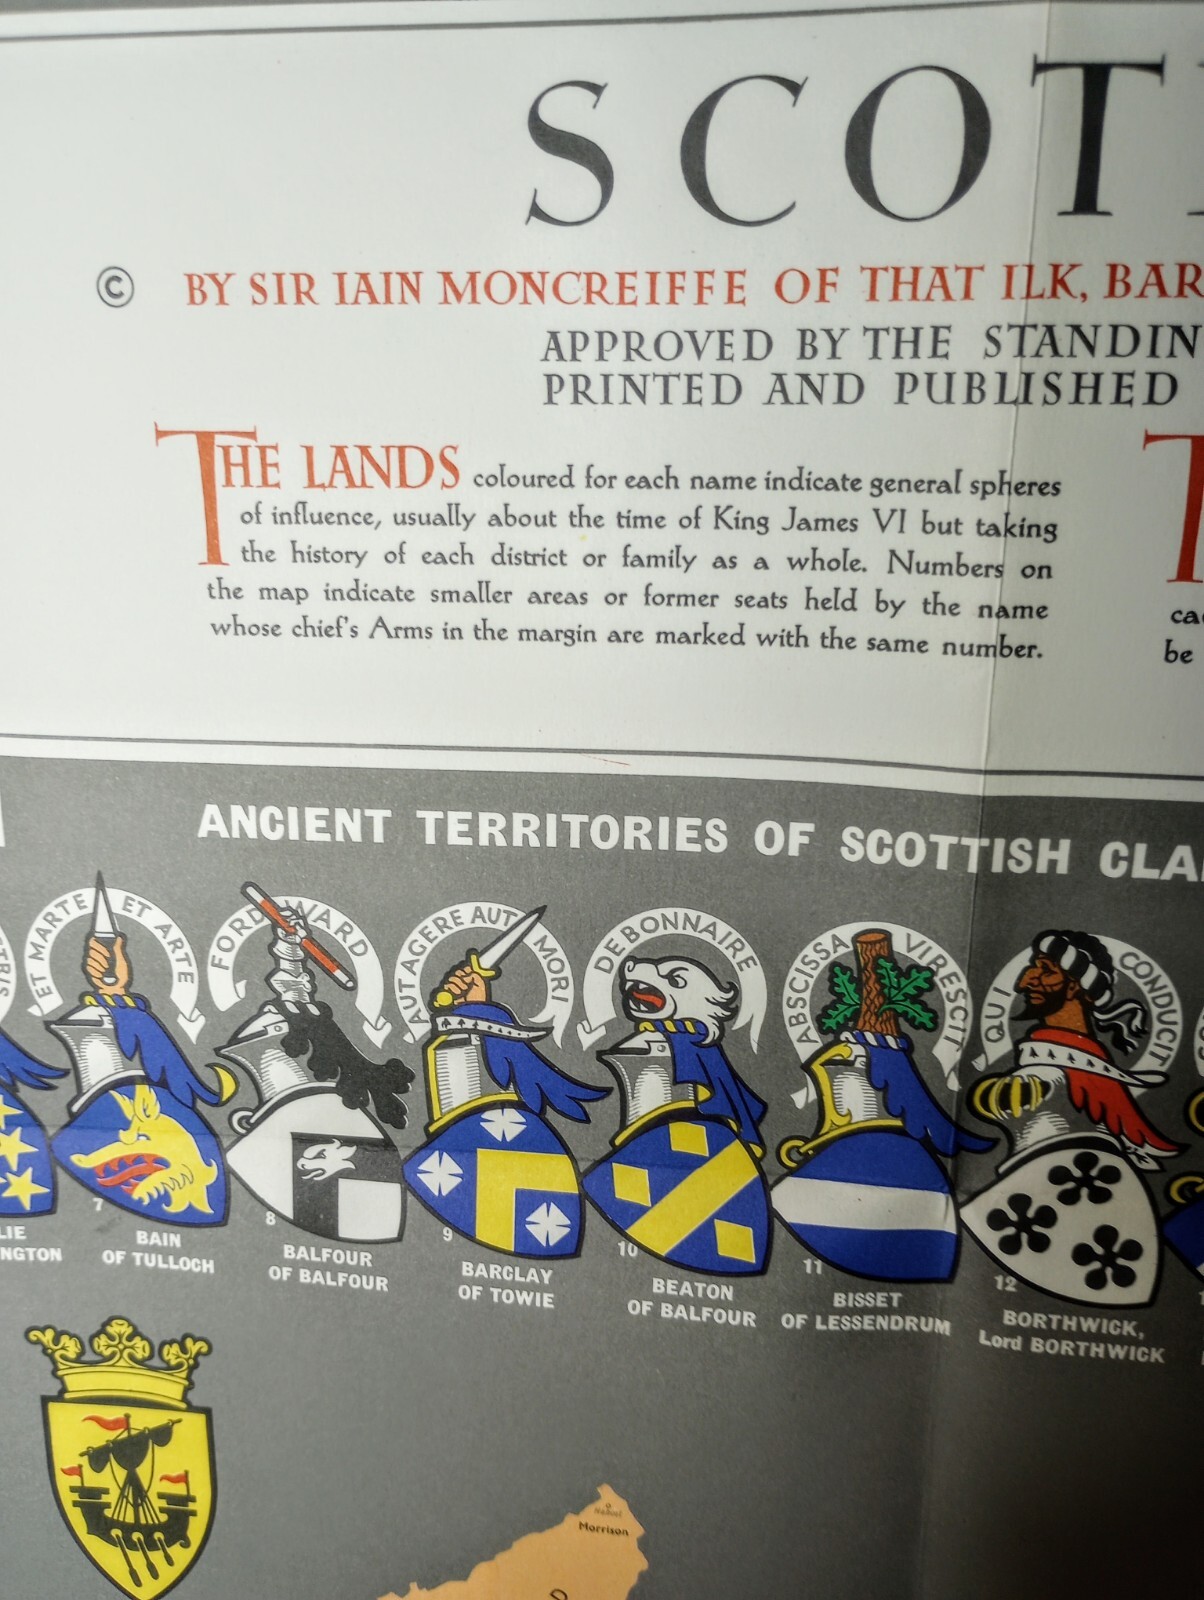 SCOT
© BY SIR IAIN MONCREIFFE OF THAT ILK, BAR
APPROVED BY THE STANDIN
PRINTED AND PUBLISHED
THE LANDS coloured for each name indicate general spheres
of influence, usually about the time of King James VI but taking
the history of each district or family as a whole. Numbers on
the map indicate smaller areas or former seats held by the name
whose chief's Arms in the margin are marked with the same number.
T
ca
be
ANCIENT TERRITORIES OF SCOTTISH CLA
TRIS
ET MARTE ET ARTE
FORDWARD
AUT AGERE AUT MORI
DEBONNAIRE
ABSCISSA VIRESCIT
QUI CONDUCIT
LIE
NGTON
7
BAIN
OF TULLOCH
8
BALFOUR
OF BALFOUR
9
BARCLAY
OF TOWIE
10
BEATON
OF BALFOUR
11
BISSET
OF LESSENDRUM
12
BORTHWICK,
Lord BORTHWICK
Morrison